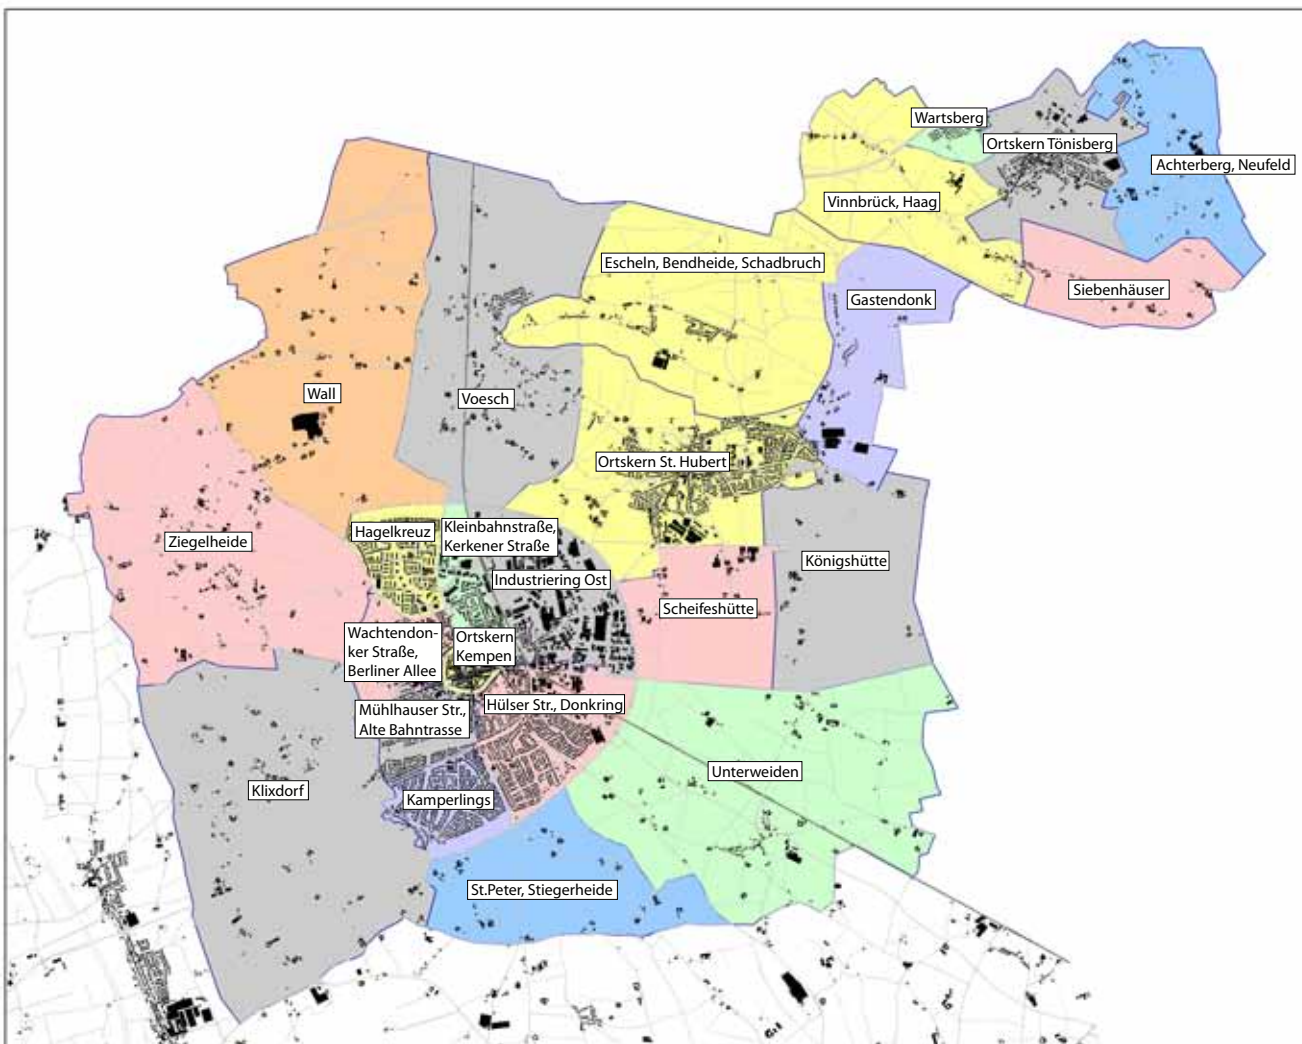 Wartsberg
Ortskern Tönisberg
Achterberg, Neufeld
Vinnbrück, Haag
Escheln, Bendheide, Schadbruch
Siebenhäuser
Gastendonk
Wall
Voesch
Ortskern St. Hubert
Hagelkreuz
Kleinbahnstraße,
Kerkener Straße
Ziegelheide
Königshütte
Industriering Ost
Scheifeshütte
Wachtendon-
ker Straße,
Berliner Allee
Ortskern
Kempen
Mühlhauser Str.,
Alte Bahntrasse
Hülser Str., Donkring
Unterweiden
Klixdorf
Kamperlings
St.Peter, Stiegerheide